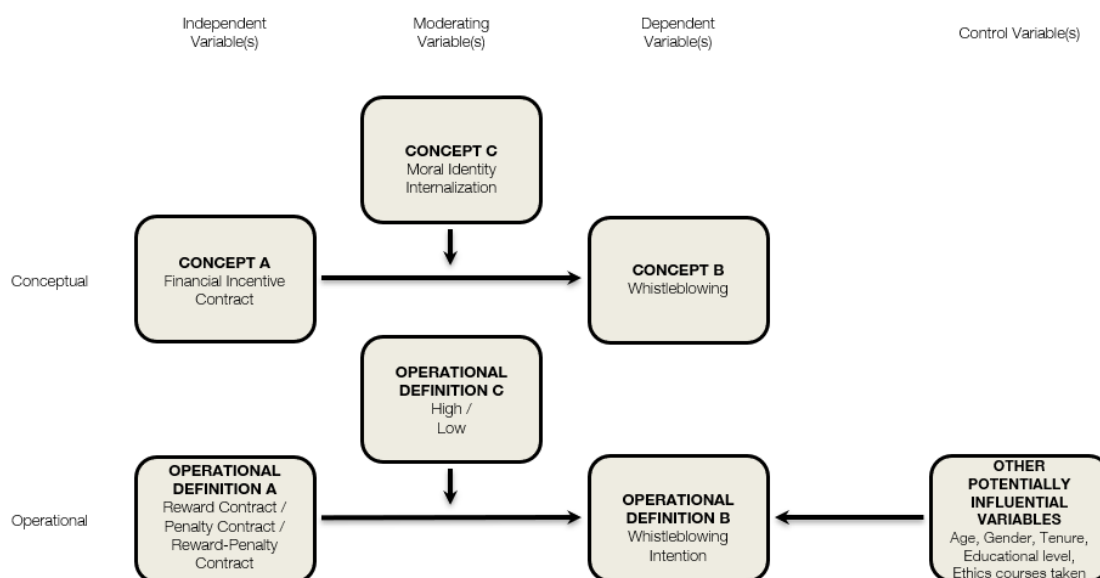 Independent
Variable(s)
Moderating
Variable(s)
Dependent
Variable(s)
Control Variable(s)
CONCEPT C
Moral Identity
Internalization
Conceptual
CONCEPT A
Financial Incentive
Contract
CONCEPT B
Whistleblowing
OPERATIONAL
DEFINITION C
High /
Low
Operational
OPERATIONAL
DEFINITION A
Reward Contract /
Penalty Contract /
Reward-Penalty
Contract
OPERATIONAL
DEFINITION B
Whistleblowing
Intention
OTHER
POTENTIALLY
INFLUENTIAL
VARIABLES
Age, Gender, Tenure,
Educational level,
Ethics courses taken